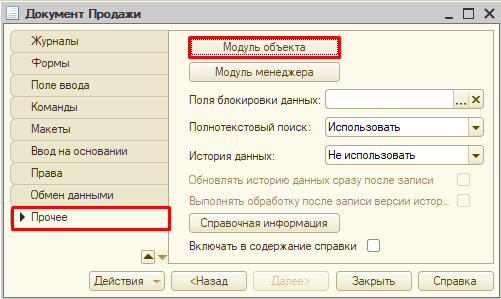 Документ Продажи
Журналы
Формы
Поле ввода
Команды
Макеты
Ввод на основании
Права
Обмен данными
Прочее
Модуль объекта
Модуль менеджера
Поля блокировки данных:
...
Полнотекстовый поиск: Использовать
История данных: Не использовать
Обновлять историю данных сразу после записи
Выполнять обработку после записи версии истор...
Справочная информация
Включать в содержание справки
Действия <Назад Далее> Закрыть Справка